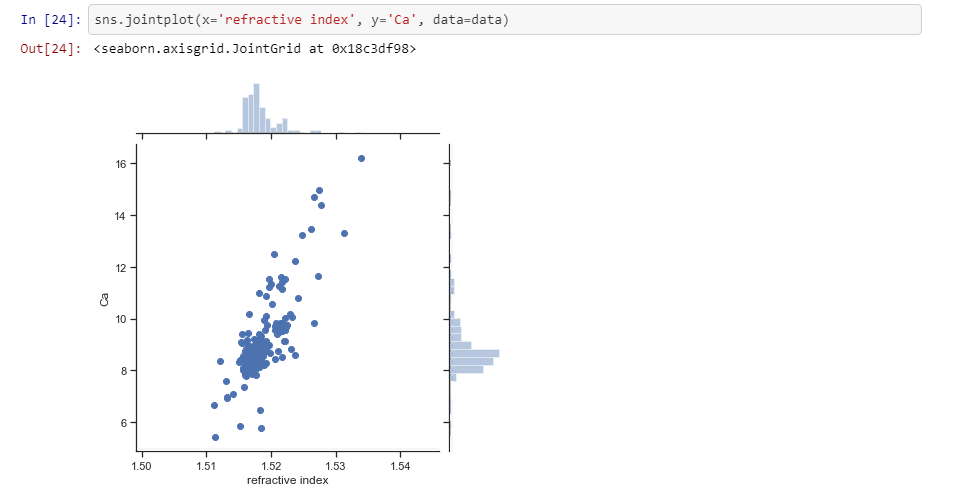 In [24]: sns.jointplot(x='refractive index', y='Ca', data=data)
Out[24]: <seaborn.axisgrid.JointGrid at 0x18c3df98>
16
14
12
10
8
6
Ca
1.50 1.51 1.52 1.53 1.54
refractive index